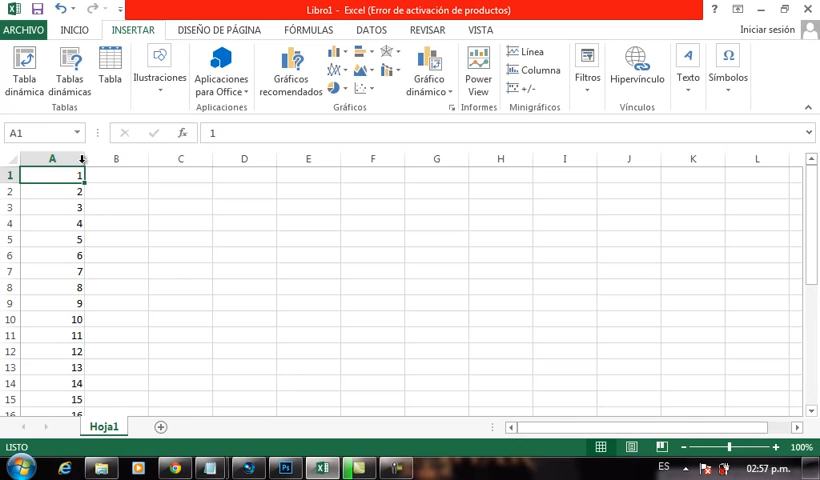 Libro1 - Excel (Error de activación de productos)
ARCHIVO INICIO INSERTAR DISEÑO DE PÁGINA FÓRMULAS DATOS REVISAR VISTA Iniciar sesión
Tabla dinámica
Tablas dinámicas
Tabla
Tablas
Ilustraciones
Aplicaciones para Office
Aplicaciones
Gráficos recomendados
Gráfico dinámico
Gráficos
Power View
Informes
Línea
Columna
+/-
Minigráficos
Filtros
Hipervínculo
Vínculos
Texto
Símbolos
A1 fx 1
A B C D E F G H I J K L
1 1
2 2
3 3
4 4
5 5
6 6
7 7
8 8
9 9
10 10
11 11
12 12
13 13
14 14
15 15
16 16
Hoja1
LISTO 100%
ES 02:57 p.m.